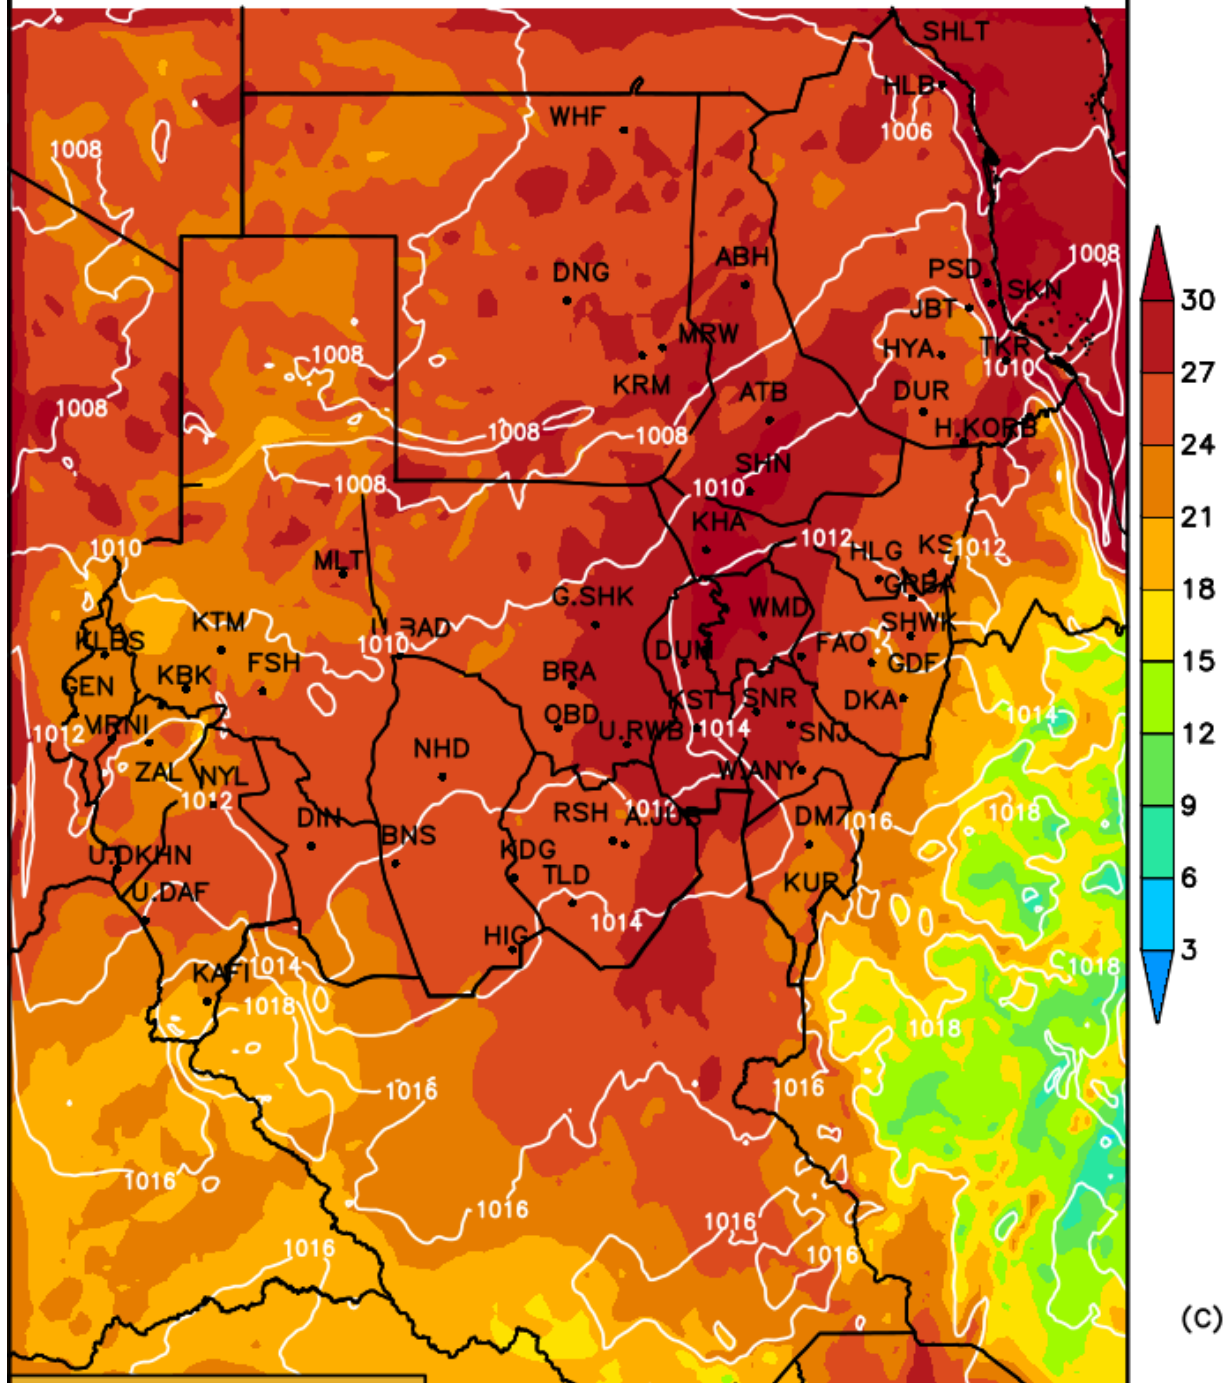 SHLT
HLB
WHF
1006
1008
ABH
1008
DNG
PSD
SKN
30
JBT
MRW
1008
HYA
TKR
1010
27
KRM
ATB
DUR
1008
1008
1008
H.KORB
24
SHN
1008
1010
KHA
21
1010
1012
HLG
KS
1012
MLT
GRBA
18
G.SHK
WMD
KTM
SHWK
KLBS
1010
DUM
FAO
GDF
15
KBK
FSH
BRA
GEN
KST
SNR
DKA
VRNI
OBD
1014
1012
U.RWB
1014
SNJ
12
NHD
ZAL
NYL
W.ANY
1012
RSH
DIN
BNS
1016
1018
9
KDG
U.DKHN
TLD
KUR
6
U.DAF
1014
HIG
3
KAFI
1014
1018
1018
1018
1016
1016
1016
1016
1016
1016
1016
(C)